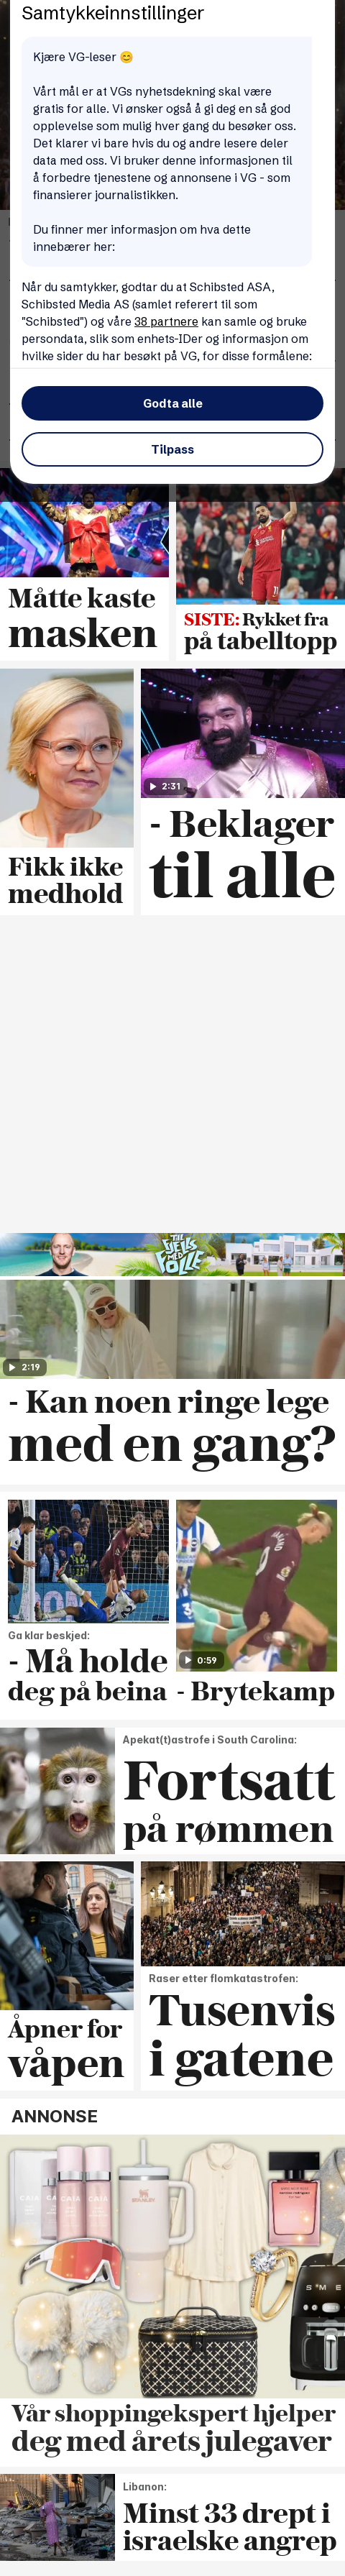 Samtykkeinnstillinger
Kjære VG-leser 😊
Vårt mål er at VGs nyhetsdekning skal være
gratis for alle. Vi ønsker også å gi deg en så god
opplevelse som mulig hver gang du besøker oss.
Det klarer vi bare hvis du og andre lesere deler
data med oss. Vi bruker denne informasjonen til
å forbedre tjenestene og annonsene i VG - som
finansierer journalistikken.
Du finner mer informasjon om hva dette
innebærer her:
Når du samtykker, godtar du at Schibsted ASA,
Schibsted Media AS (samlet referert til som
"Schibsted") og våre 38 partnere kan samle og bruke
persondata, slik som enhets-IDer og informasjon om
hvilke sider du har besøkt på VG, for disse formålene:
Godta alle
Tilpass
Måtte kaste
masken
SISTE: Rykket fra
på tabelltopp
Fikk ikke
medhold
2:31
- Beklager
til alle
TIL
FJELLS
MED
FOLLE
2:19
- Kan noen ringe lege
med en gang?
Ga klar beskjed:
- Må holde
deg på beina
0:59
- Brytekamp
Apekat(t)astrofe i South Carolina:
Fortsatt
på rømmen
Åpner for
våpen
Raser etter flomkatastrofen:
Tusenvis
i gatene
ANNONSE
STANLEY
Vår shoppingekspert hjelper
deg med årets julegaver
Libanon:
Minst 33 drept i
israelske angrep